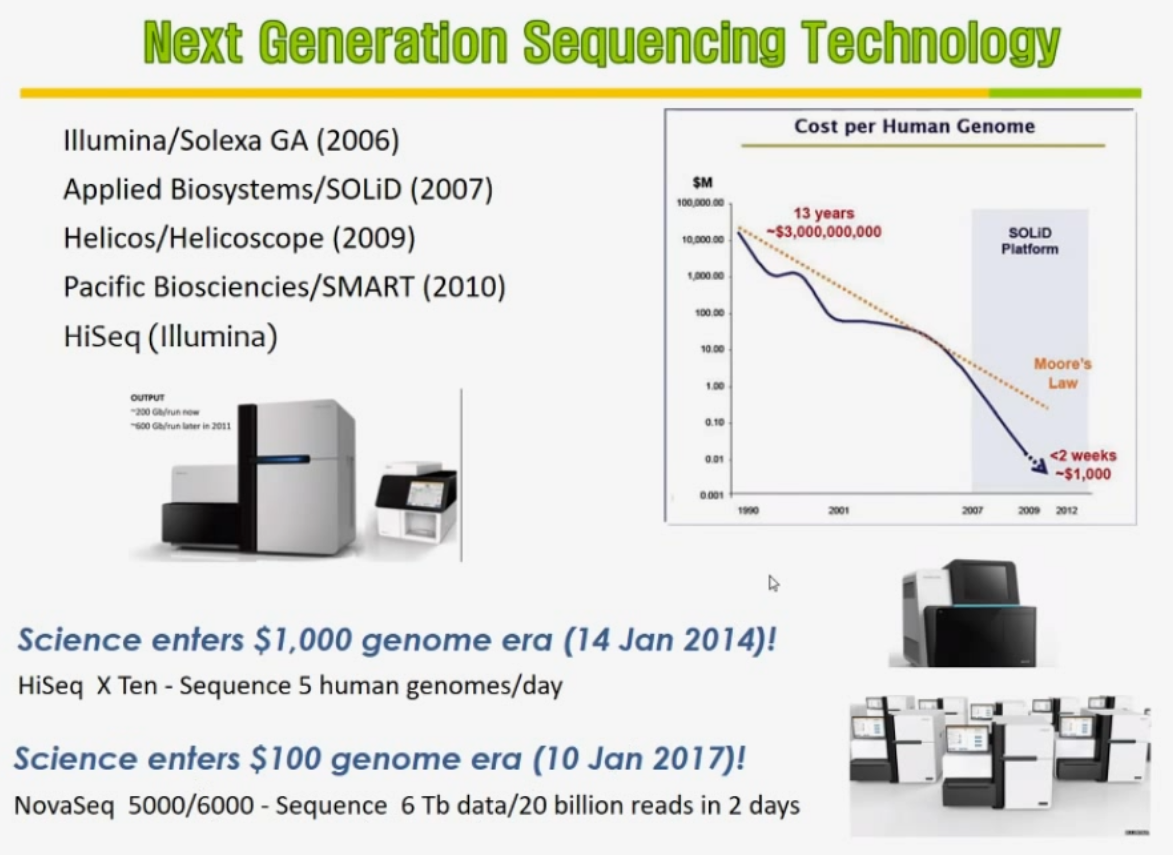 Next Generation Sequencing Technology
Illumina/Solexa GA (2006)
Applied Biosystems/SOLiD (2007)
Helicos/Helicoscope (2009)
Pacific Biosciencies/SMART (2010)
HiSeq (Illumina)
OUTPUT
~200 Gb/run now
~600 Gb/run later in 2011
Cost per Human Genome
$M
100,000.00
10,000.00
1,000.00
100.00
10.00
1.00
0.10
0.01
0.001
13 years
~$3,000,000,000
SOLiD
Platform
Moore's
Law
<2 weeks
~$1,000
1990 2001 2007 2009 2012
Science enters $1,000 genome era (14 Jan 2014)!
HiSeq X Ten - Sequence 5 human genomes/day
Science enters $100 genome era (10 Jan 2017)!
NovaSeq 5000/6000 - Sequence 6 Tb data/20 billion reads in 2 days